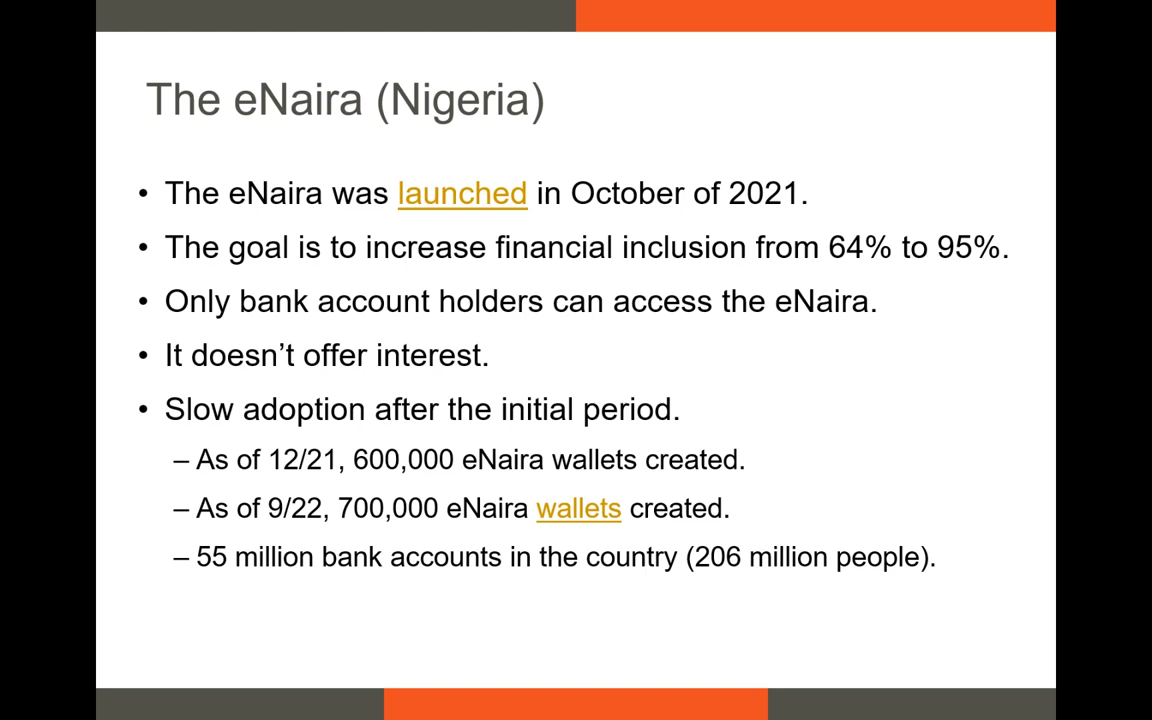 The eNaira (Nigeria)
• The eNaira was launched in October of 2021.
• The goal is to increase financial inclusion from 64% to 95%.
• Only bank account holders can access the eNaira.
• It doesn’t offer interest.
• Slow adoption after the initial period.
– As of 12/21, 600,000 eNaira wallets created.
– As of 9/22, 700,000 eNaira wallets created.
– 55 million bank accounts in the country (206 million people).